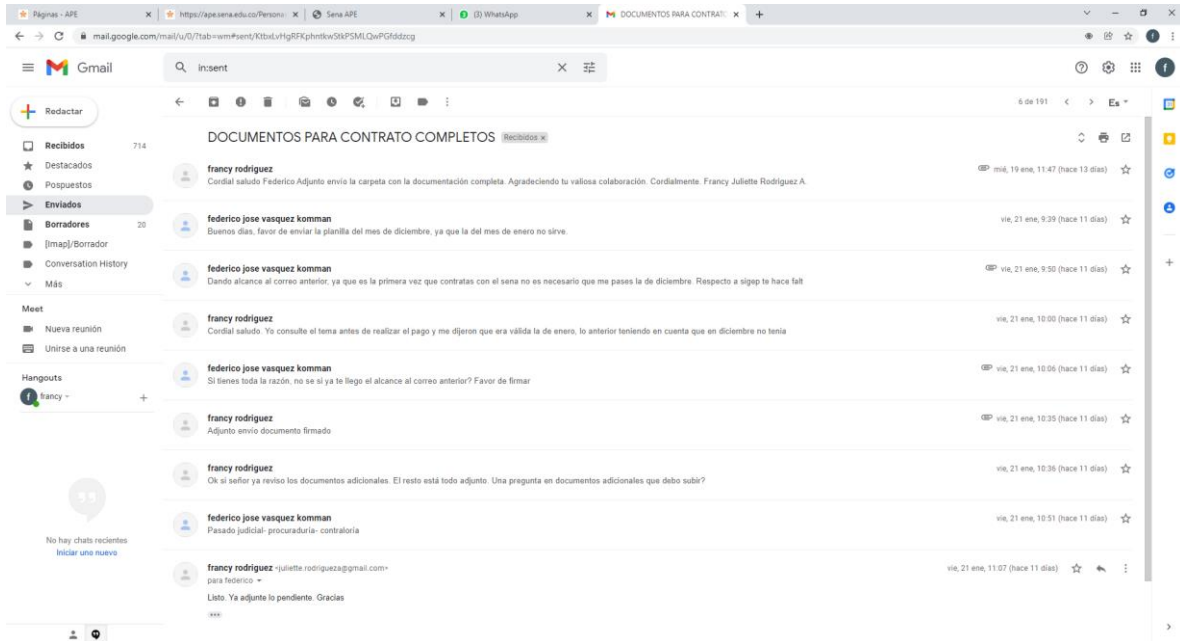 Páginas - APE
https://ape.sena.edu.co/Persona
Sena APE
(3) WhatsApp
DOCUMENTOS PARA CONTRATO
mail.google.com/mail/u/0/?tab=wm#sent/KtbxLvHgRFKphntkwStkPSMLQwPGfddzcg
Gmail
in:sent
Redactar
6 de 191
Es
Recibidos 714
Destacados
Pospuestos
Enviados
Borradores 20
[Imap]/Borrador
Conversation History
Más
Meet
Nueva reunión
Unirse a una reunión
Hangouts
francy
No hay chats recientes
Iniciar uno nuevo
DOCUMENTOS PARA CONTRATO COMPLETOS Recibidos x
francy rodriguez mié, 19 ene, 11:47 (hace 13 días)
Cordial saludo Federico Adjunto envío la carpeta con la documentación completa. Agradeciendo tu valiosa colaboración. Cordialmente. Francy Juliette Rodríguez A.
federico jose vasquez komman vie, 21 ene, 9:39 (hace 11 días)
Buenos días, favor de enviar la planilla del mes de diciembre, ya que la del mes de enero no sirve.
federico jose vasquez komman vie, 21 ene, 9:50 (hace 11 días)
Dando alcance al correo anterior, ya que es la primera vez que contratas con el sena no es necesario que me pases la de diciembre. Respecto a sigep te hace falt
francy rodriguez vie, 21 ene, 10:00 (hace 11 días)
Cordial saludo. Yo consulte el tema antes de realizar el pago y me dijeron que era válida la de enero, lo anterior teniendo en cuenta que en diciembre no tenia
federico jose vasquez komman vie, 21 ene, 10:06 (hace 11 días)
Si tienes toda la razón, no se si ya te llego el alcance al correo anterior? Favor de firmar
francy rodriguez vie, 21 ene, 10:35 (hace 11 días)
Adjunto envío documento firmado
francy rodriguez vie, 21 ene, 10:36 (hace 11 días)
Ok si señor ya reviso los documentos adicionales. El resto está todo adjunto. Una pregunta en documentos adicionales que debo subir?
federico jose vasquez komman vie, 21 ene, 10:51 (hace 11 días)
Pasado judicial- procuraduría- contraloría
francy rodriguez <juliette.rodrigueza@gmail.com> vie, 21 ene, 11:07 (hace 11 días)
para federico
Listo. Ya adjunte lo pendiente. Gracias